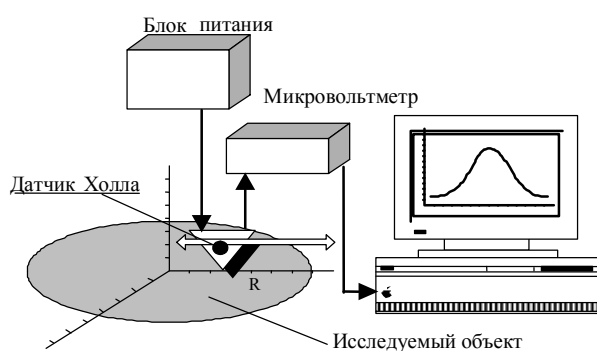 Блок питания
Микровольтметр
Датчик Холла
R
Исследуемый объект